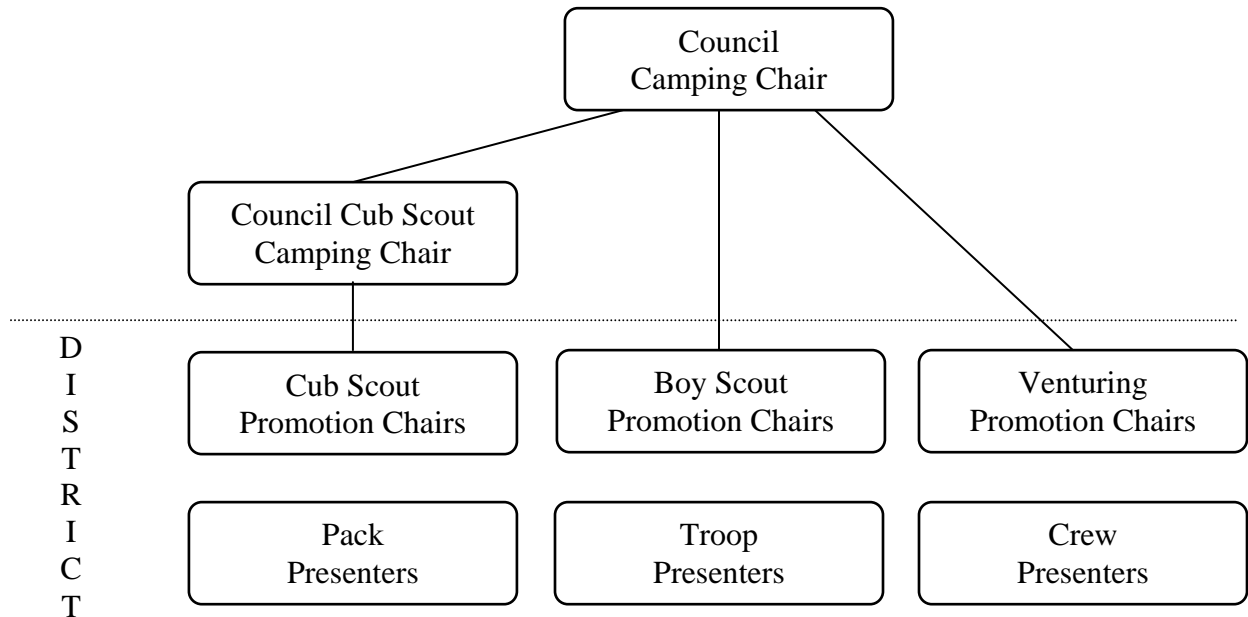 Council
Camping Chair
Council Cub Scout
Camping Chair
DISTRICT
Cub Scout
Promotion Chairs
Boy Scout
Promotion Chairs
Venturing
Promotion Chairs
Pack
Presenters
Troop
Presenters
Crew
Presenters